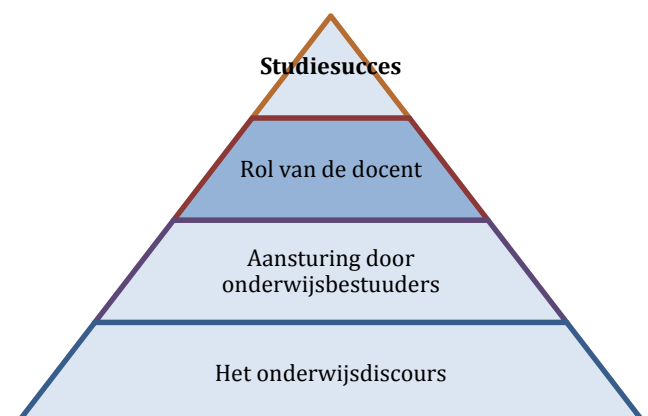 Studiesucces
Rol van de docent
Aansturing door
onderwijsbestuuders
Het onderwijsdiscours